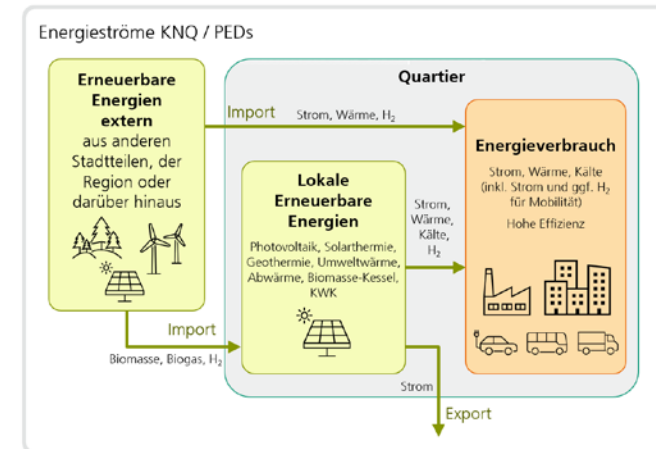 Energieströme KNQ / PEDs
Erneuerbare
Energien
extern
aus anderen
Stadtteilen, der
Region oder
darüber hinaus
Quartier
Import
Strom, Wärme, H₂
Lokale
Erneuerbare
Energien
Photovoltaik, Solarthermie,
Geothermie, Umweltwärme,
Abwärme, Biomasse-Kessel,
KWK
Strom,
Wärme,
Kälte,
H₂
Energieverbrauch
Strom, Wärme, Kälte
(inkl. Strom und ggf. H₂
für Mobilität)
Hohe Effizienz
Import
Biomasse, Biogas, H₂
Strom
Export